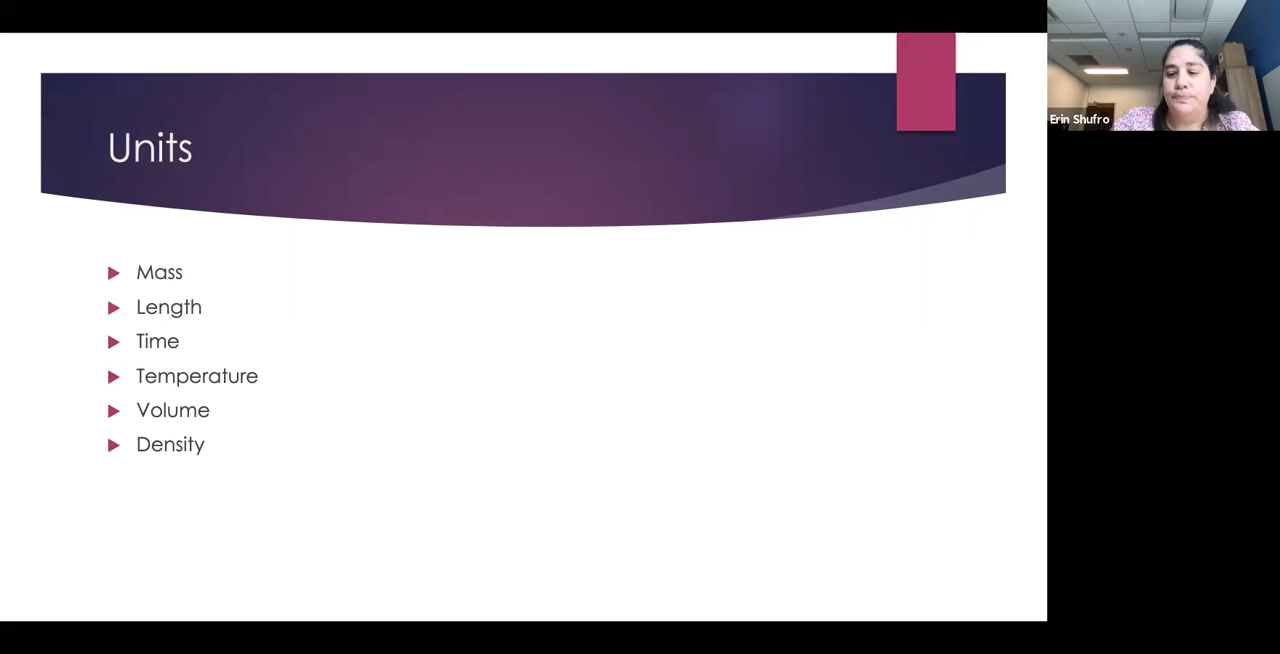 Units
Mass
Length
Time
Temperature
Volume
Density
Erin Shufro